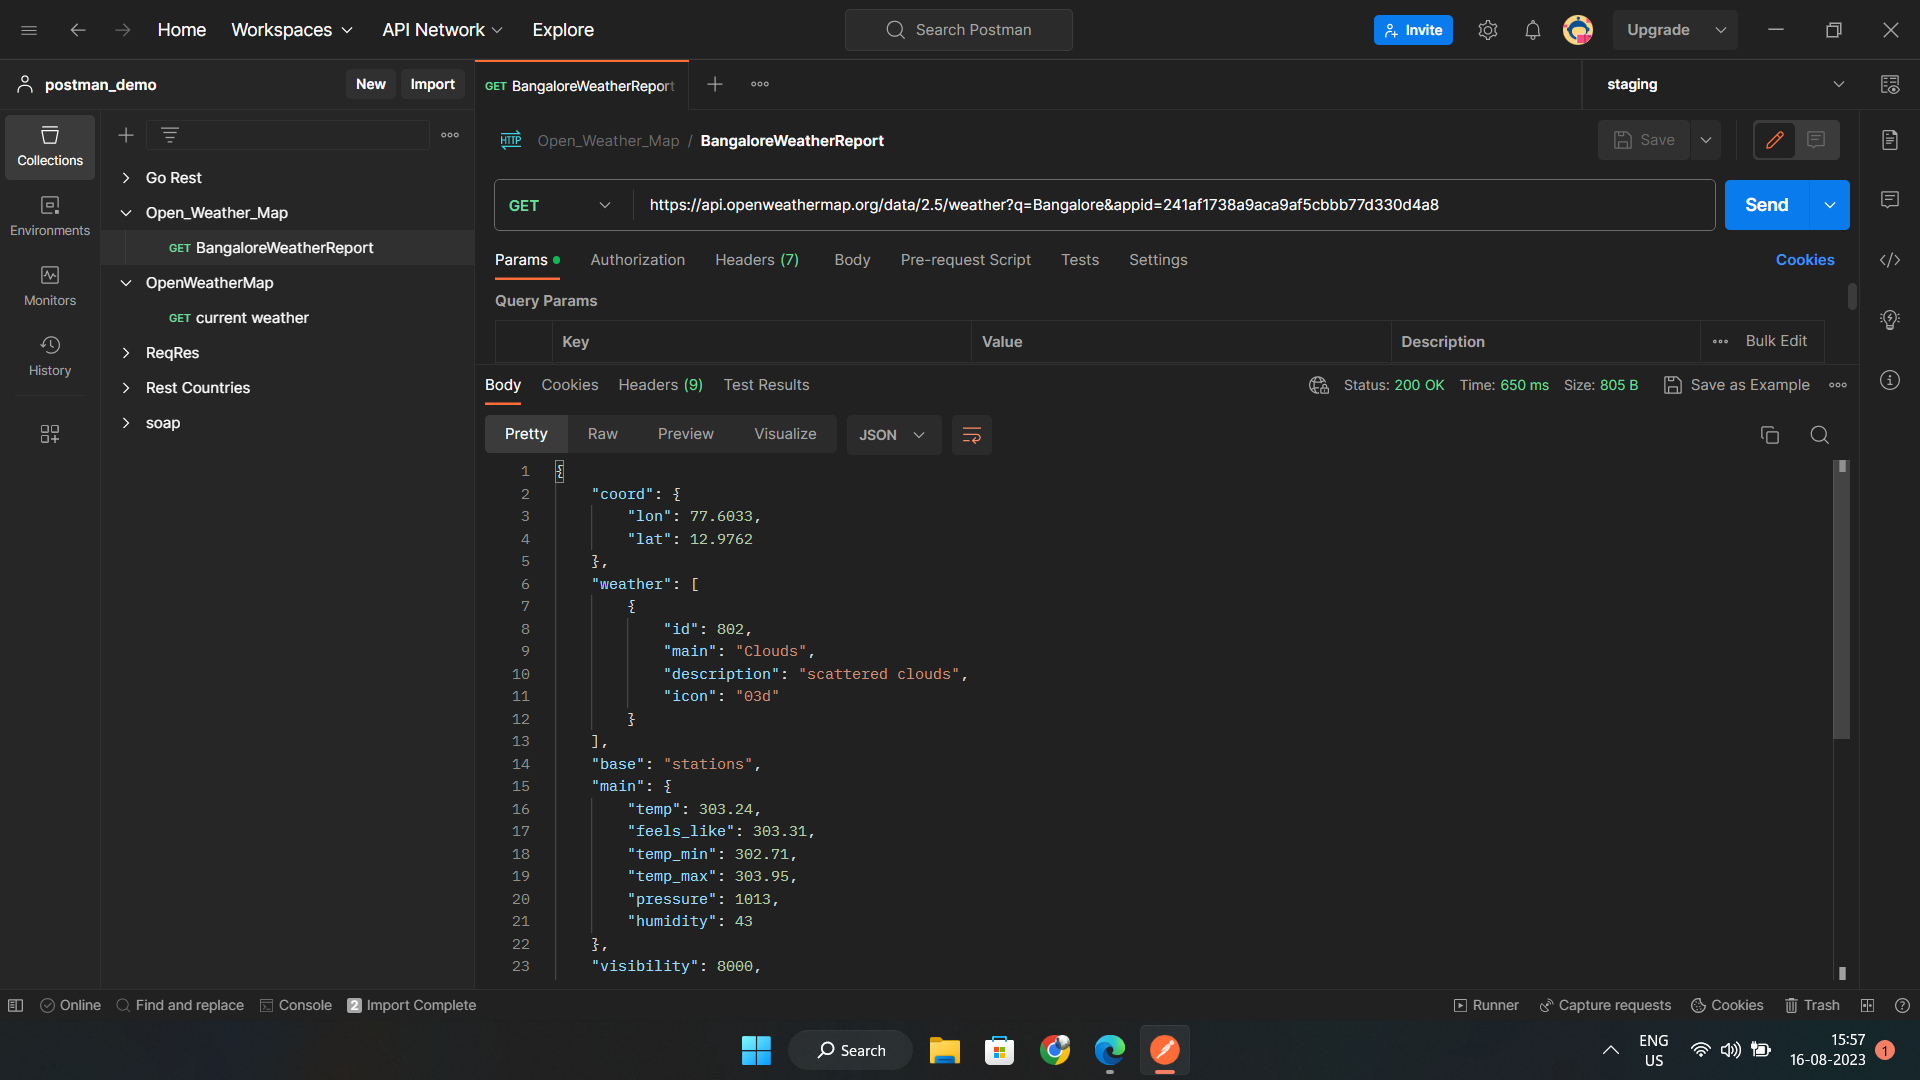 Home Workspaces API Network Explore Search Postman Invite Upgrade
postman_demo New Import GET BangaloreWeatherReport staging
Collections
Environments
Monitors
History
Go Rest
Open_Weather_Map
GET BangaloreWeatherReport
OpenWeatherMap
GET current weather
ReqRes
Rest Countries
soap
HTTP Open_Weather_Map / BangaloreWeatherReport Save
GET https://api.openweathermap.org/data/2.5/weather?q=Bangalore&appid=241af1738a9aca9af5cbbb77d330d4a8 Send
Params Authorization Headers (7) Body Pre-request Script Tests Settings Cookies
Query Params
Key Value Description Bulk Edit
Body Cookies Headers (9) Test Results Status: 200 OK Time: 650 ms Size: 805 B Save as Example
Pretty Raw Preview Visualize JSON
1 {
2 "coord": {
3 "lon": 77.6033,
4 "lat": 12.9762
5 },
6 "weather": [
7 {
8 "id": 802,
9 "main": "Clouds",
10 "description": "scattered clouds",
11 "icon": "03d"
12 }
13 ],
14 "base": "stations",
15 "main": {
16 "temp": 303.24,
17 "feels_like": 303.31,
18 "temp_min": 302.71,
19 "temp_max": 303.95,
20 "pressure": 1013,
21 "humidity": 43
22 },
23 "visibility": 8000,
Online Find and replace Console 2 Import Complete Runner Capture requests Cookies Trash
Search ENG US 15:57 16-08-2023 1